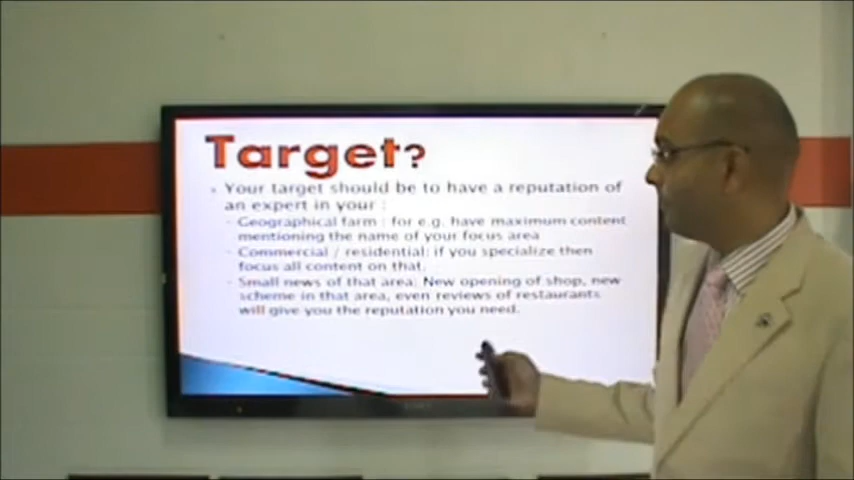 Target?
Your target should be to have a reputation of
an expert in your :
Geographical farm : for e.g. have maximum content
mentioning the name of your focus area
Commercial / residential: if you specialize then
focus all content on that.
Small news of that area: New opening of shop, new
scheme in that area, even reviews of restaurants
will give you the reputation you need.